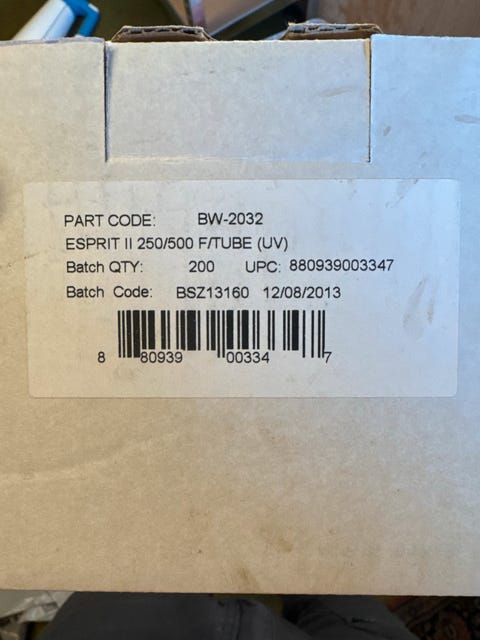 PART CODE: BW-2032
ESPRIT II 250/500 F/TUBE (UV)
Batch QTY: 200 UPC: 880939003347
Batch Code: BSZ13160 12/08/2013
8 80939 00334 7